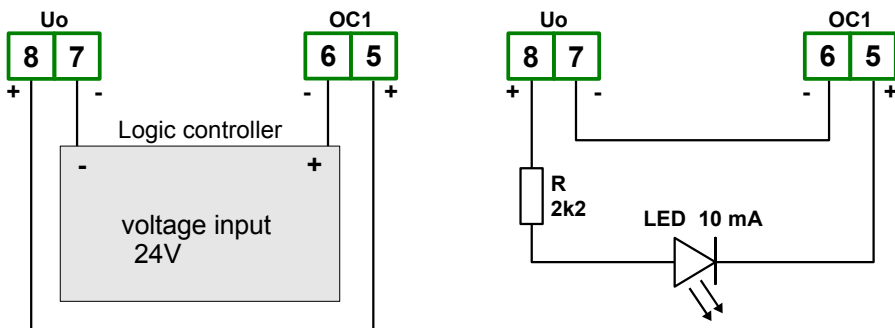 Uo OC1
8 7 6 5
+ - - +
Logic controller
- +
voltage input
24V
Uo OC1
8 7 6 5
+ - - +
R
2k2
LED 10 mA